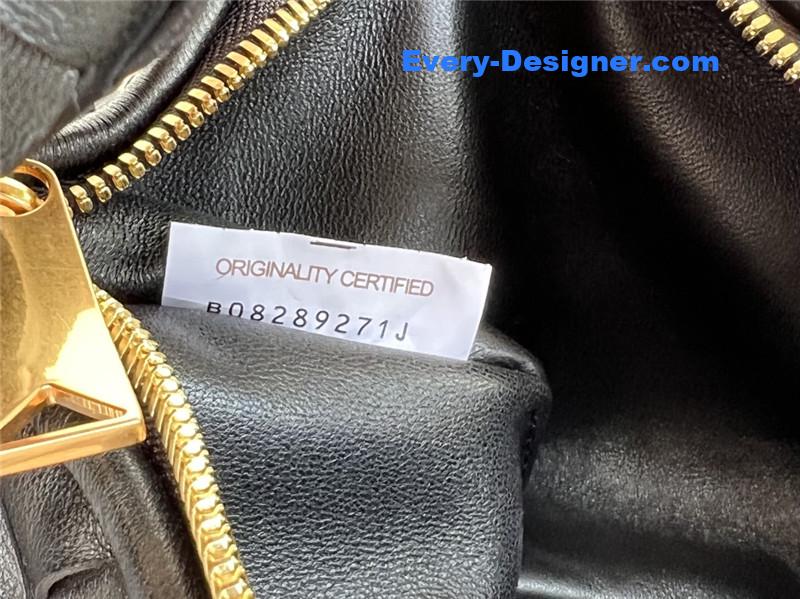 Every-Designer.com
ORIGINALITY CERTIFIED
B08289271J